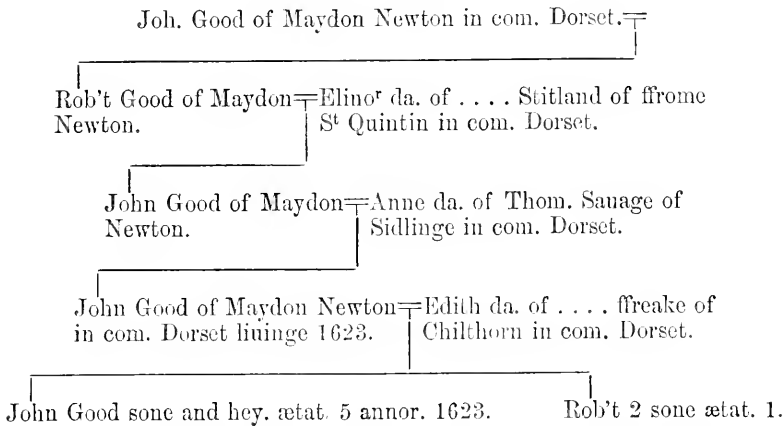 Joh. Good of Maydon Newton in com. Dorset.
Rob't Good of Maydon Newton.
Elinoʳ da. of . . . . Stitland of ffrome
Sᵗ Quintin in com. Dorset.
John Good of Maydon
Newton.
Anne da. of Thom. Sauage of
Sidlinge in com. Dorset.
John Good of Maydon Newton
in com. Dorset liuinge 1623.
Edith da. of . . . . ffreake of
Chilthorn in com. Dorset.
John Good sone and hey. ætat. 5 annor. 1623.
Rob't 2 sone ætat. 1.